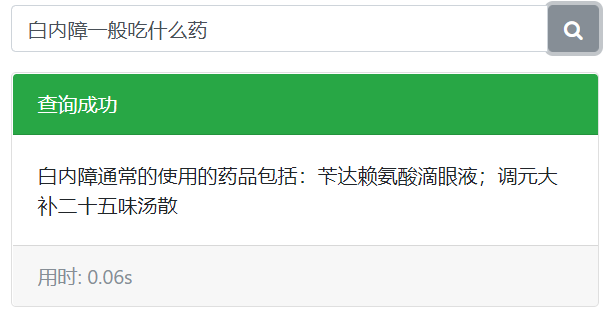 白内障一般吃什么药
查询成功
白内障通常的使用的药品包括：苄达赖氨酸滴眼液；调元大
补二十五味汤散
用时: 0.06s